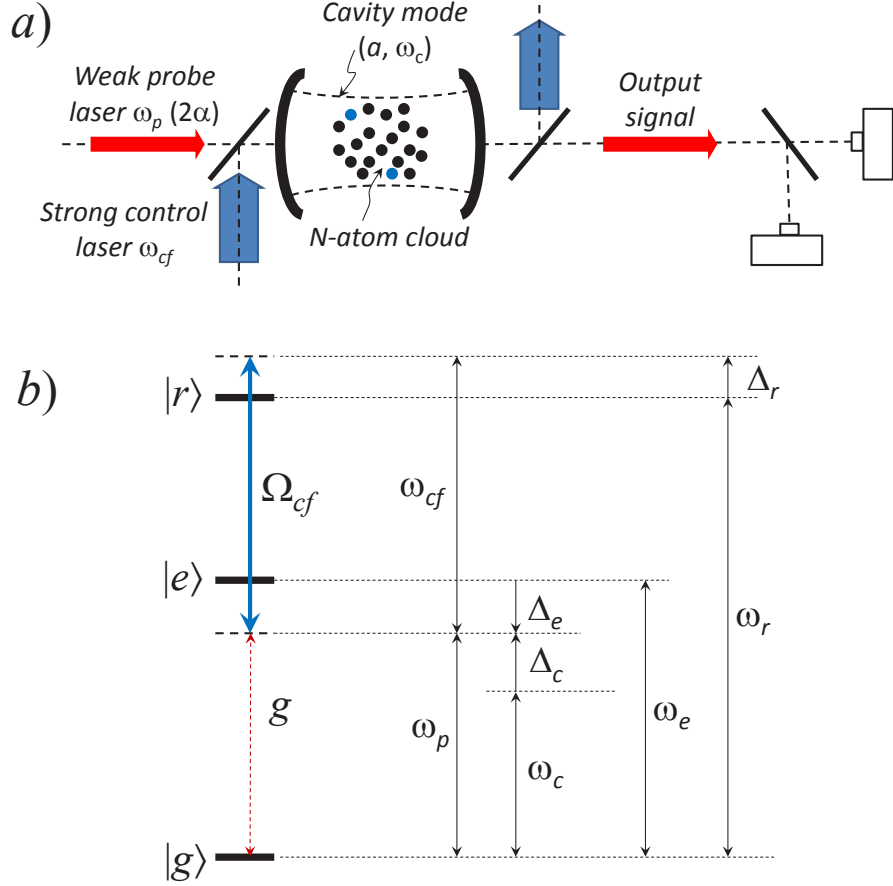 a)
Cavity mode
(a, ω_c)
Weak probe
laser ω_p (2α)
Output
signal
Strong control
laser ω_cf
N-atom cloud
b)
|r⟩
Δ_r
Ω_cf
ω_cf
|e⟩
Δ_e
ω_r
Δ_c
g
ω_p
ω_e
ω_c
|g⟩